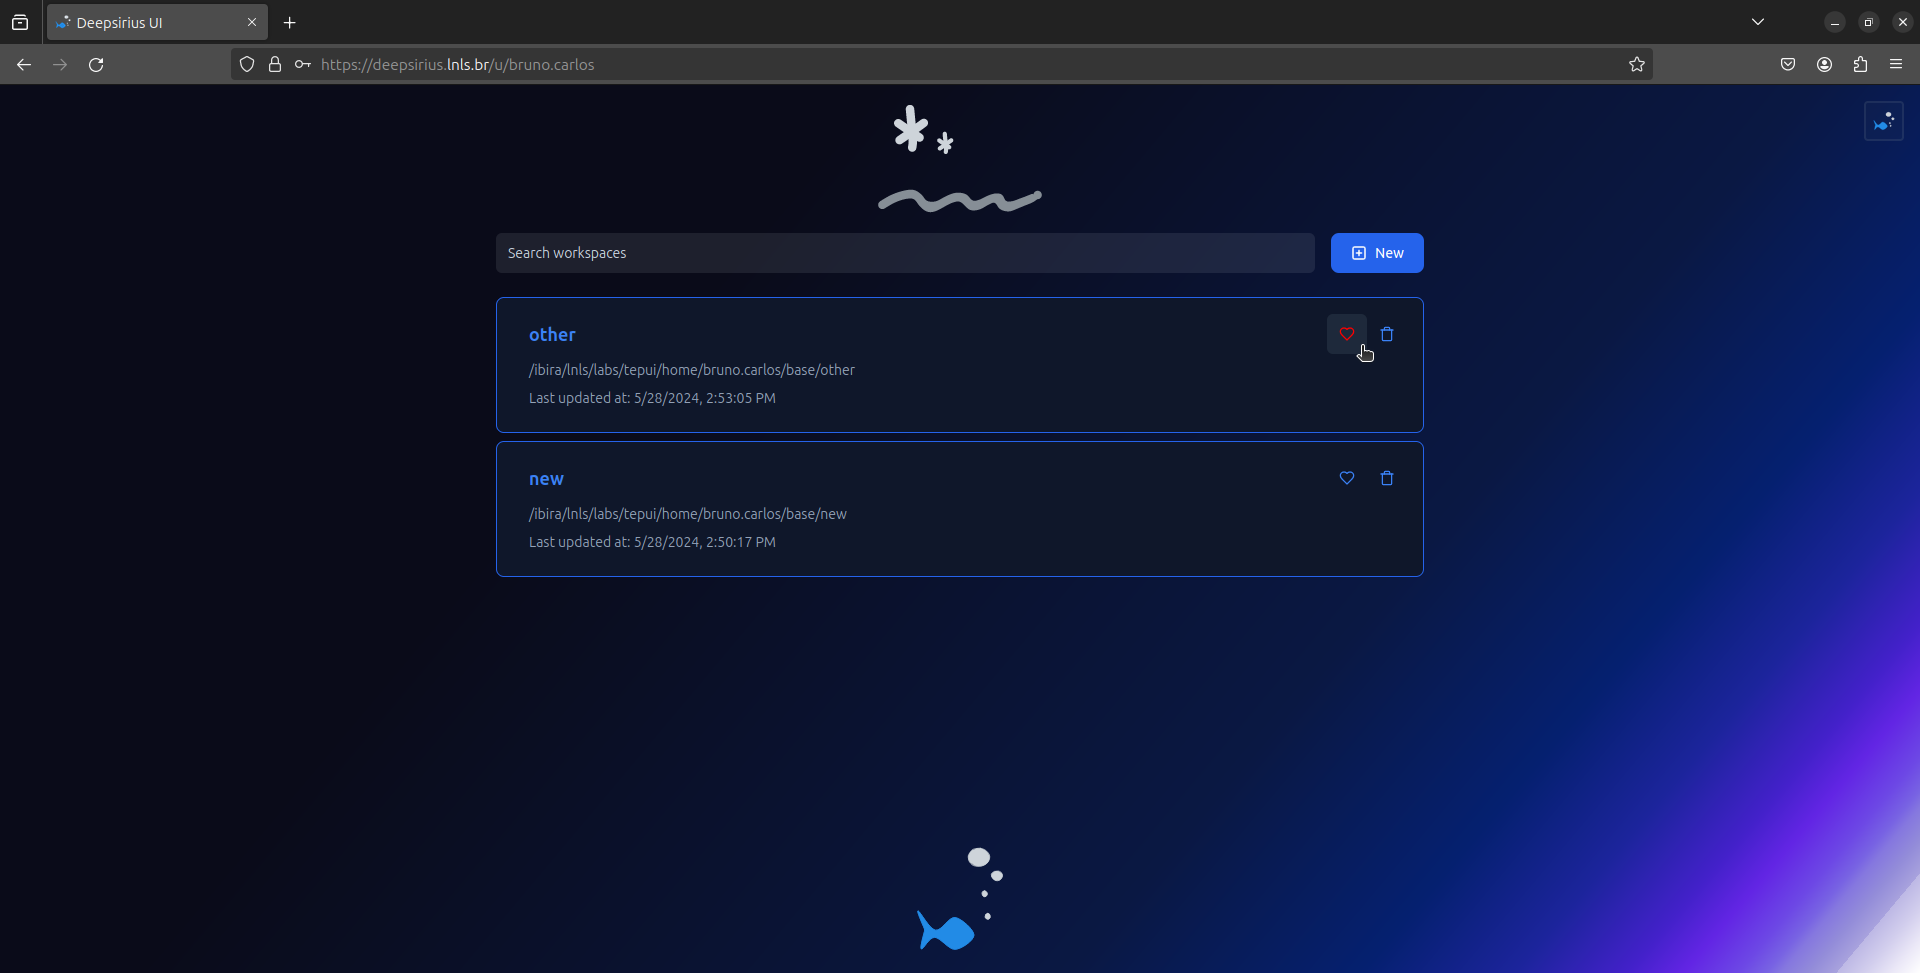 Deepsirius UI
https://deepsirius.lnls.br/u/bruno.carlos
Search workspaces
New
other
/ibira/lnls/labs/tepui/home/bruno.carlos/base/other
Last updated at: 5/28/2024, 2:53:05 PM
new
/ibira/lnls/labs/tepui/home/bruno.carlos/base/new
Last updated at: 5/28/2024, 2:50:17 PM